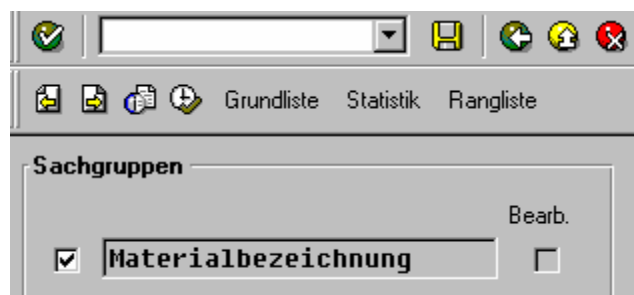 Grundliste Statistik Rangliste
Sachgruppen
Bearb.
Materialbezeichnung